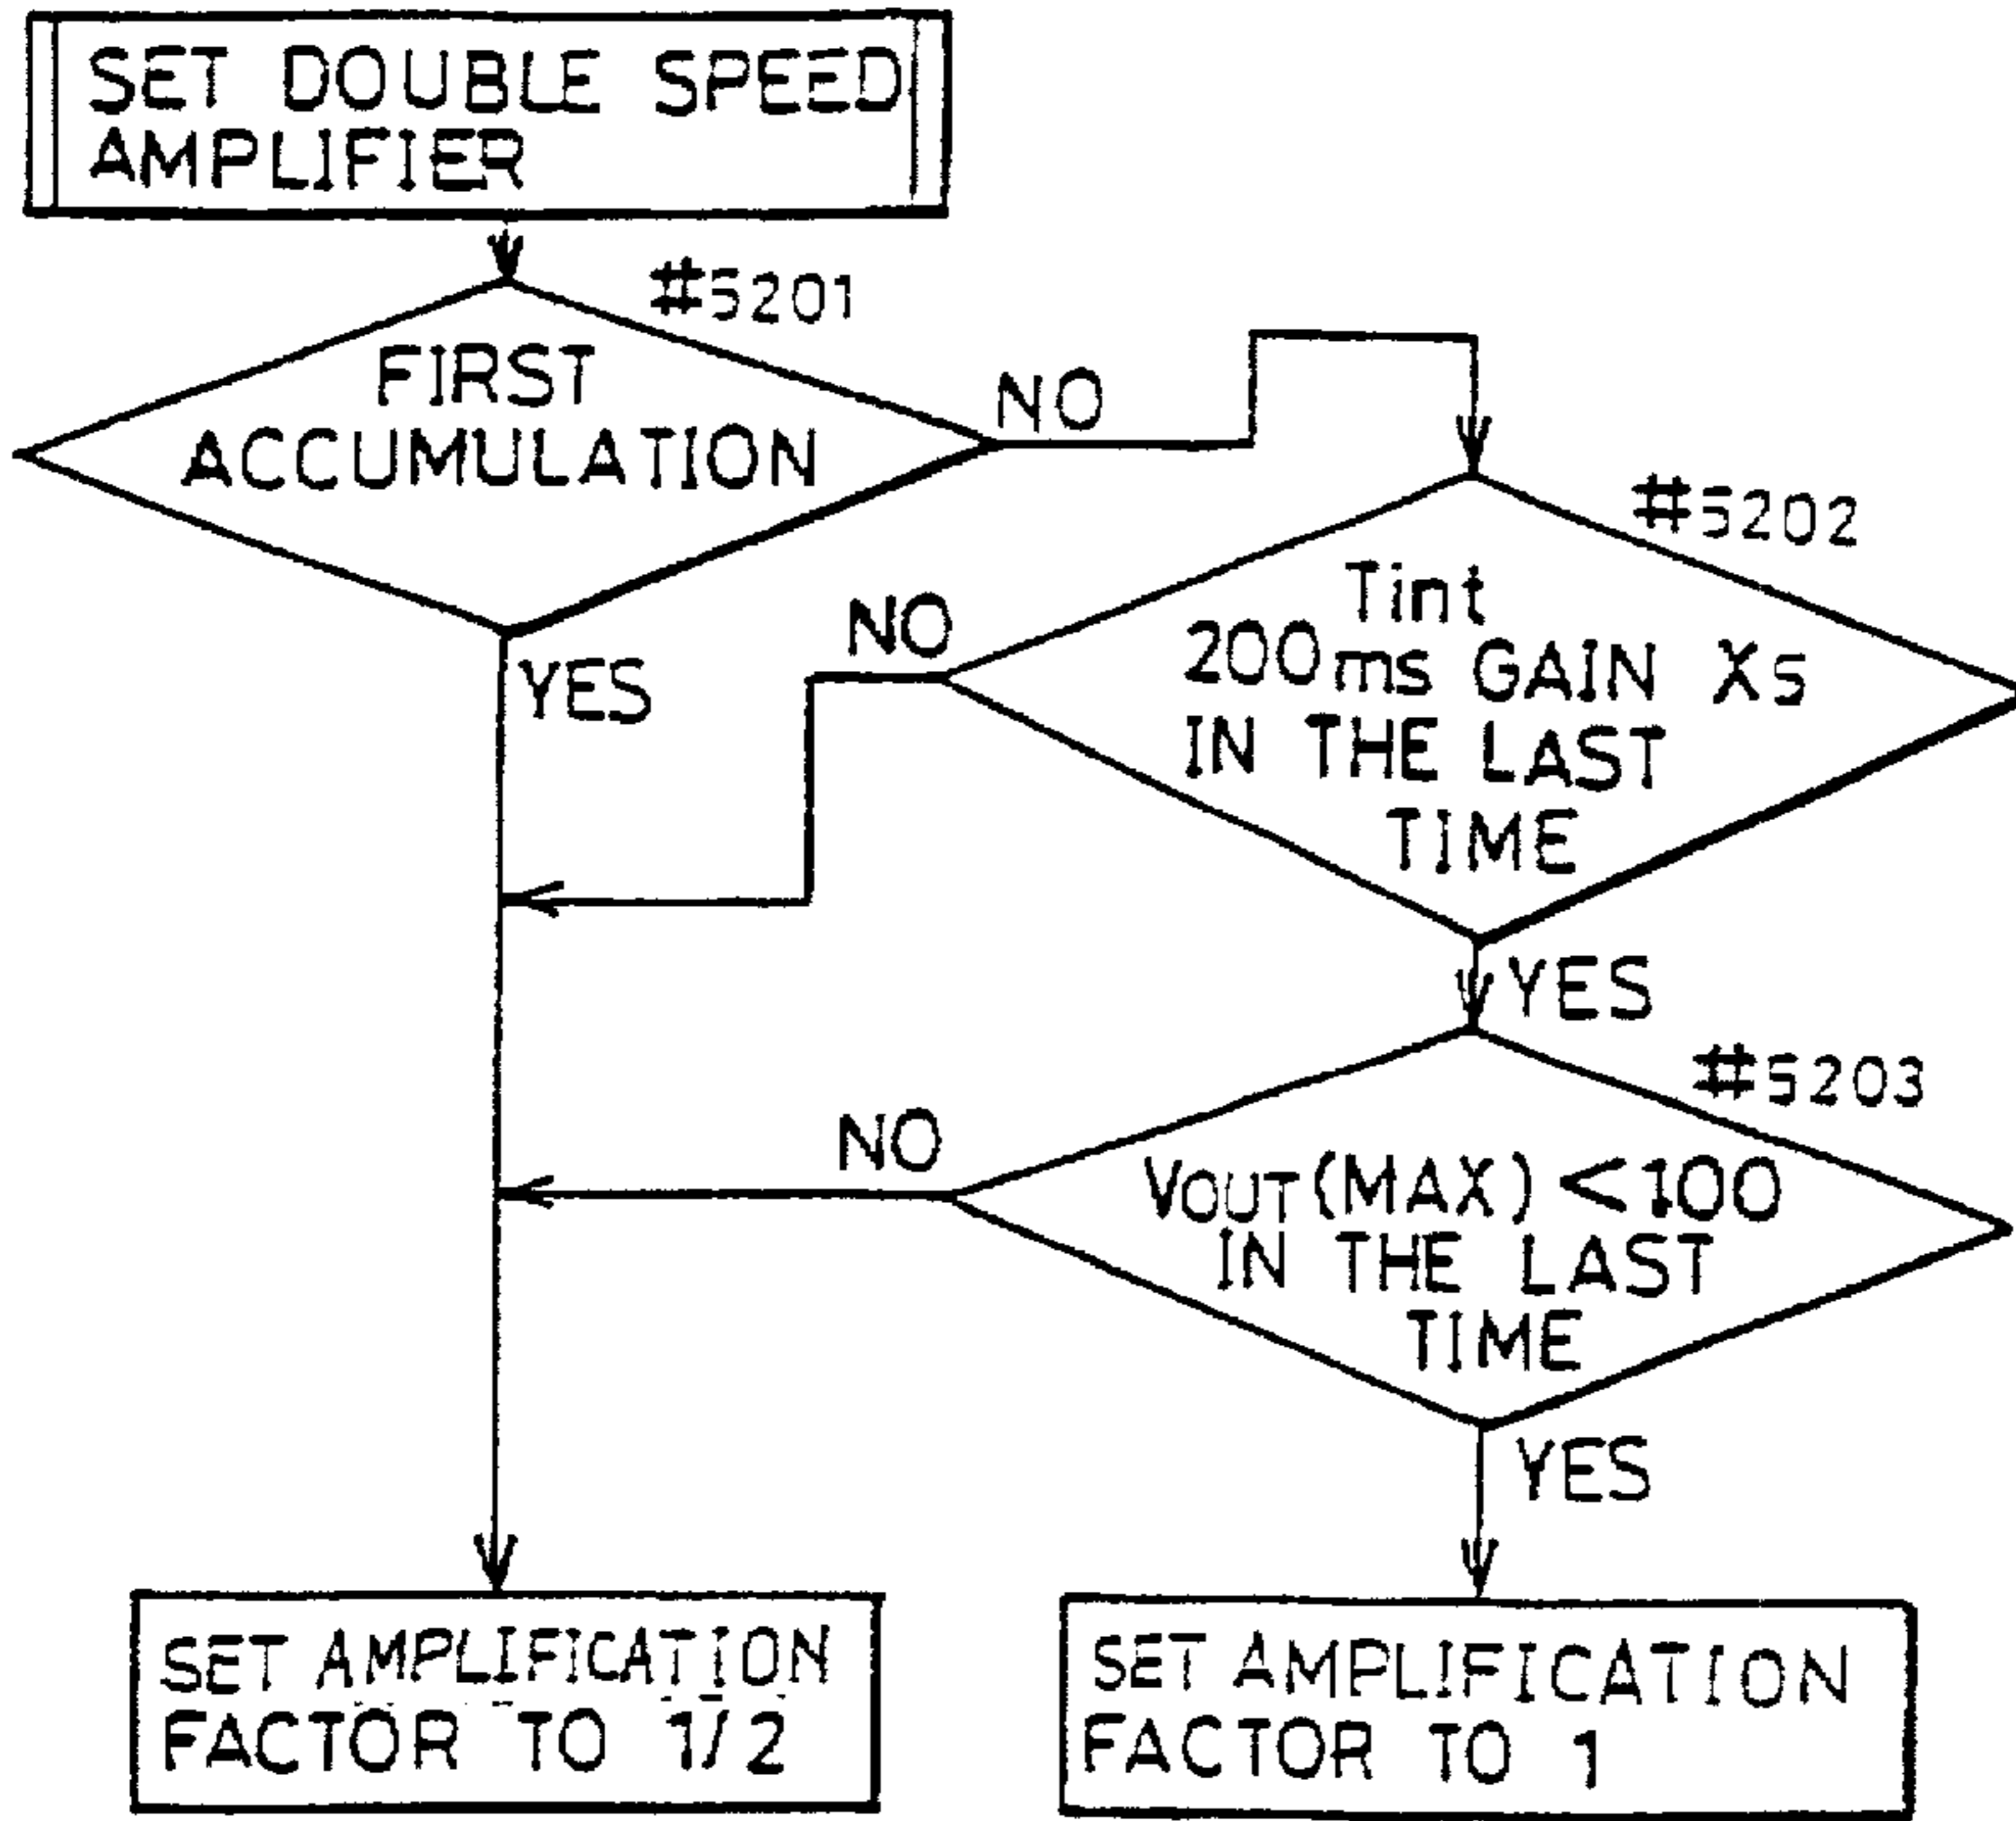 SET DOUBLE SPEED
AMPLIFIER
#5201
FIRST
ACCUMULATION
NO
YES
#5202
Tint
200ms GAIN X5
IN THE LAST
TIME
NO
YES
#5203
VOUT(MAX)<100
IN THE LAST
TIME
NO
YES
SET AMPLIFICATION
FACTOR TO 1/2
SET AMPLIFICATION
FACTOR TO 1